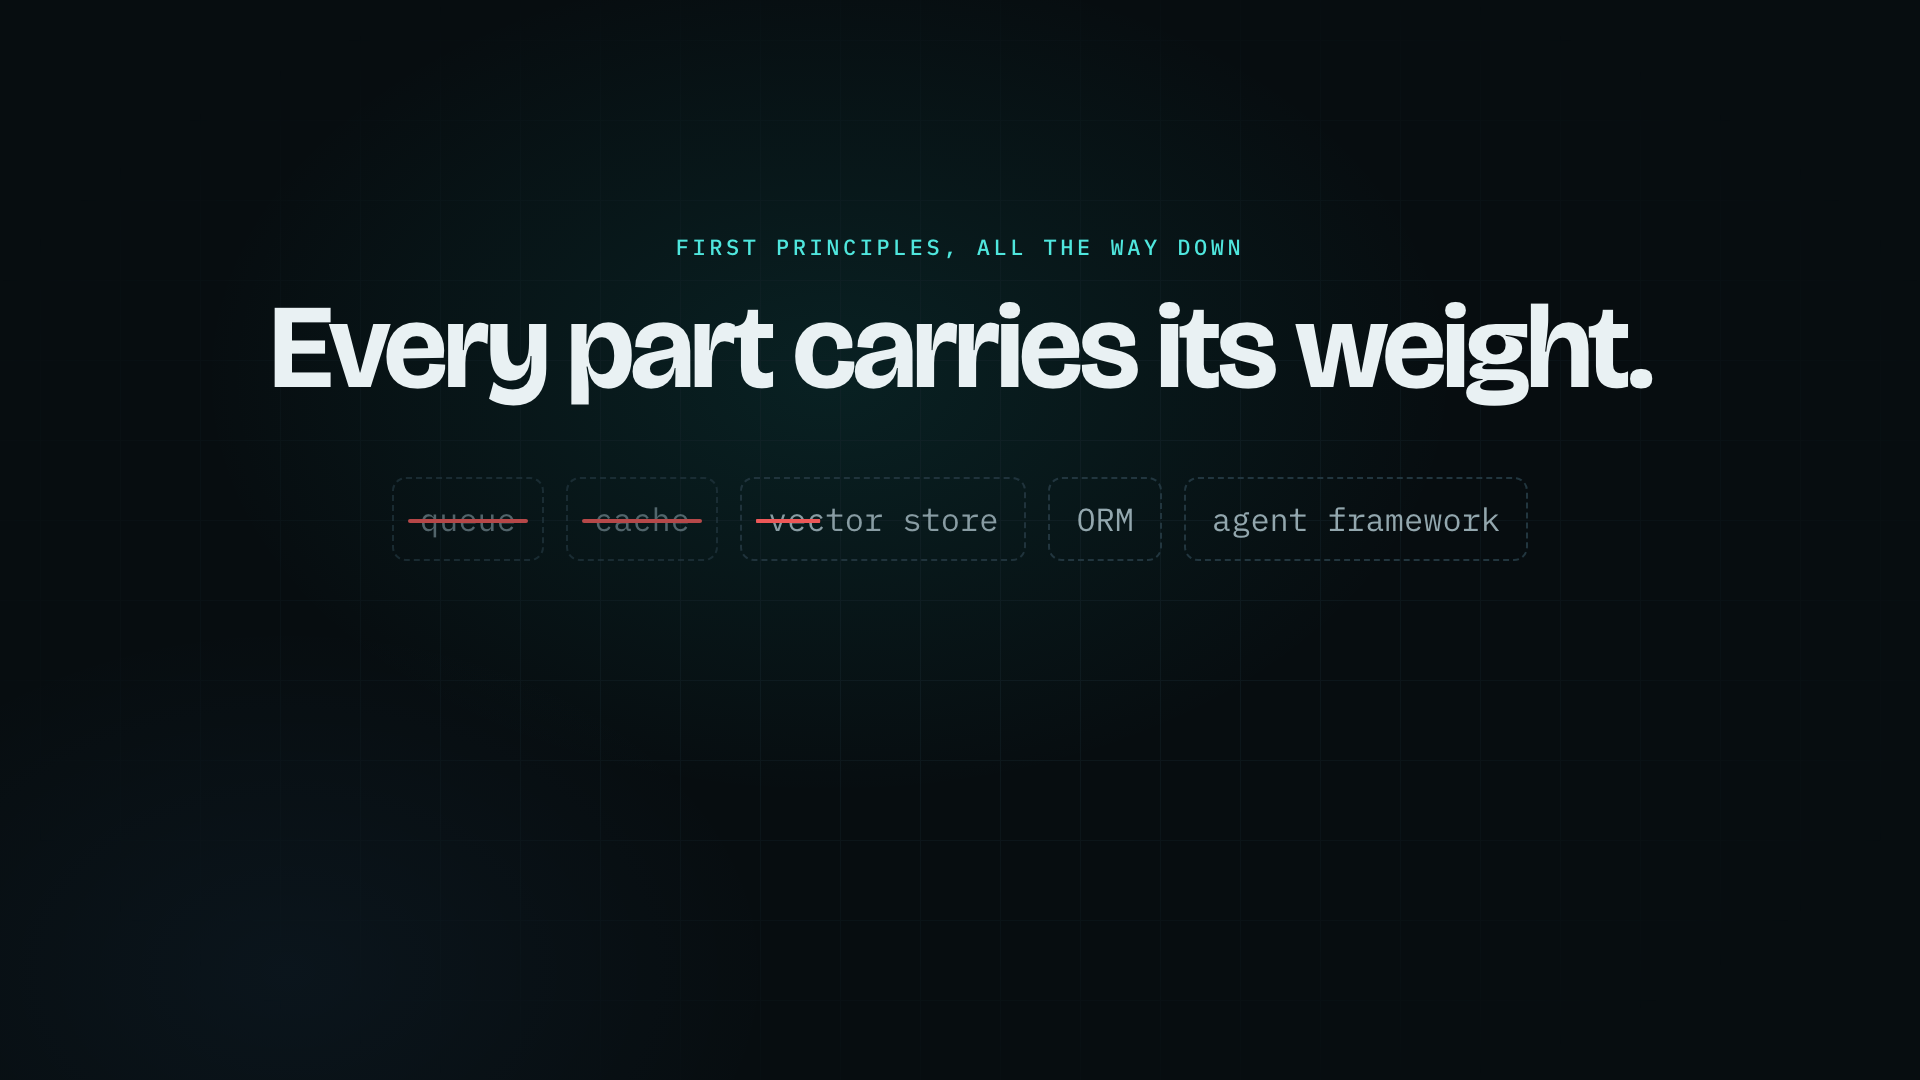 FIRST PRINCIPLES, ALL THE WAY DOWN
Every part carries its weight.
queue cache vector store ORM agent framework